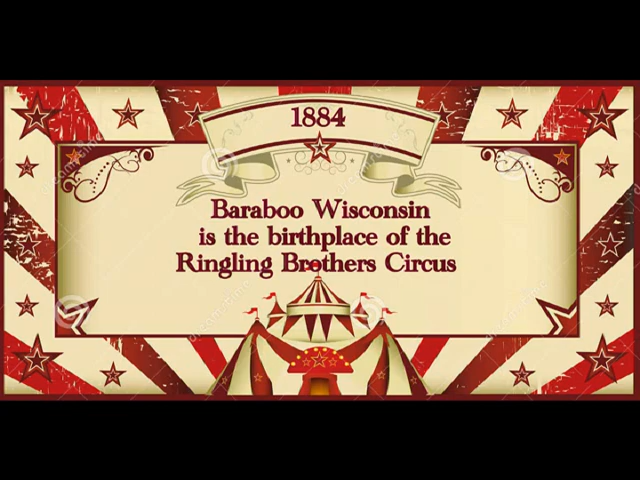 1884
Baraboo Wisconsin
is the birthplace of the
Ringling Brothers Circus